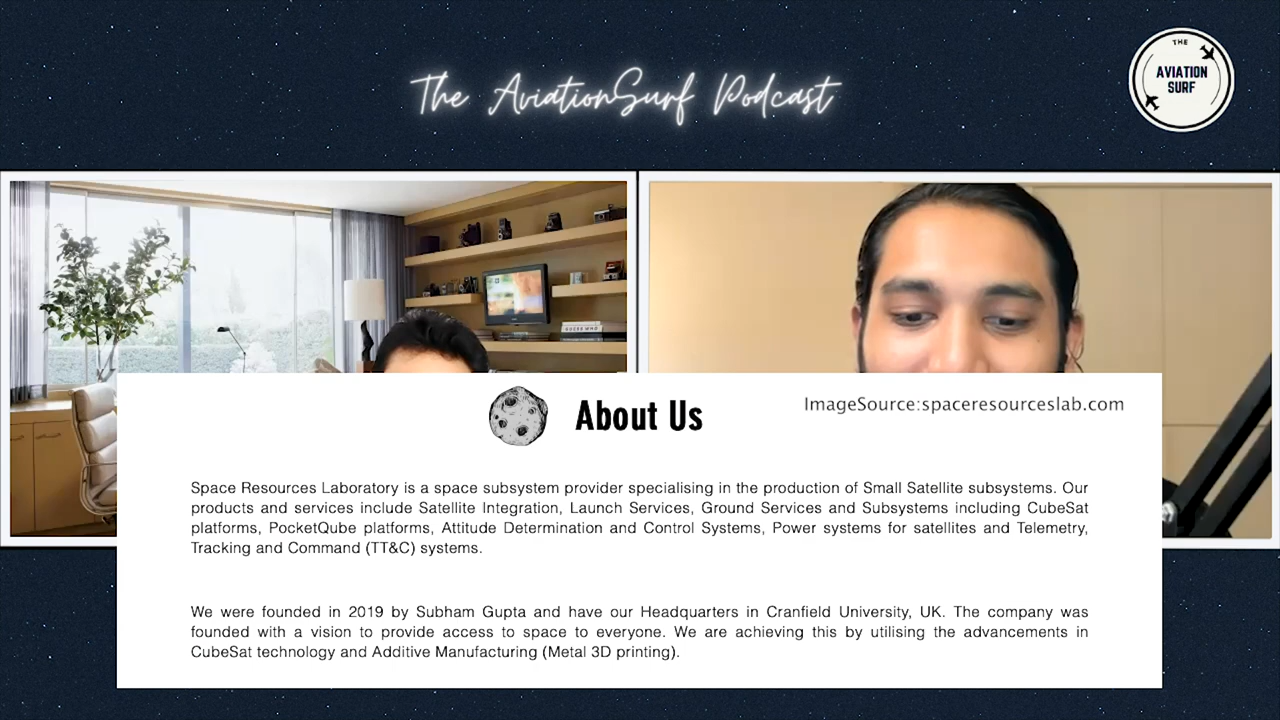 The AviationSurf Podcast
THE
AVIATION
SURF
About Us
ImageSource:spaceresourceslab.com
Space Resources Laboratory is a space subsystem provider specialising in the production of Small Satellite subsystems. Our
products and services include Satellite Integration, Launch Services, Ground Services and Subsystems including CubeSat
platforms, PocketQube platforms, Attitude Determination and Control Systems, Power systems for satellites and Telemetry,
Tracking and Command (TT&C) systems.
We were founded in 2019 by Subham Gupta and have our Headquarters in Cranfield University, UK. The company was
founded with a vision to provide access to space to everyone. We are achieving this by utilising the advancements in
CubeSat technology and Additive Manufacturing (Metal 3D printing).